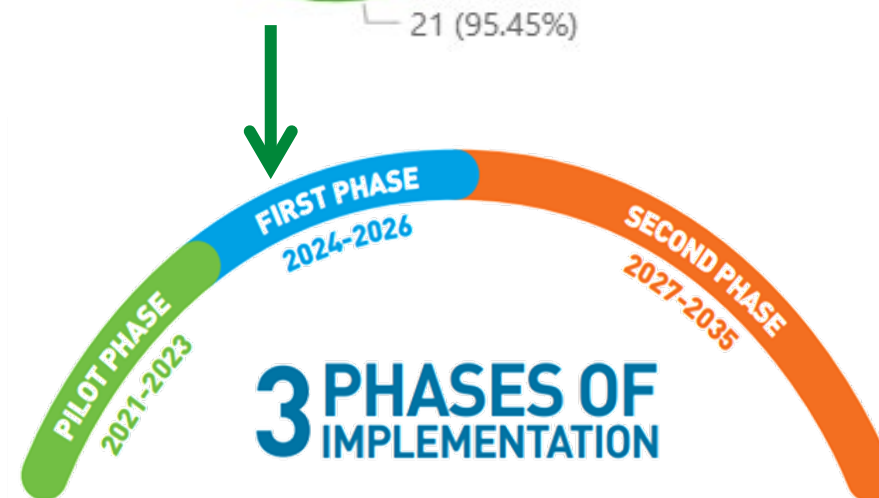 21 (95.45%)
FIRST PHASE
2024-2026
SECOND PHASE
2027-2035
PILOT PHASE
2021-2023
3 PHASES OF
IMPLEMENTATION